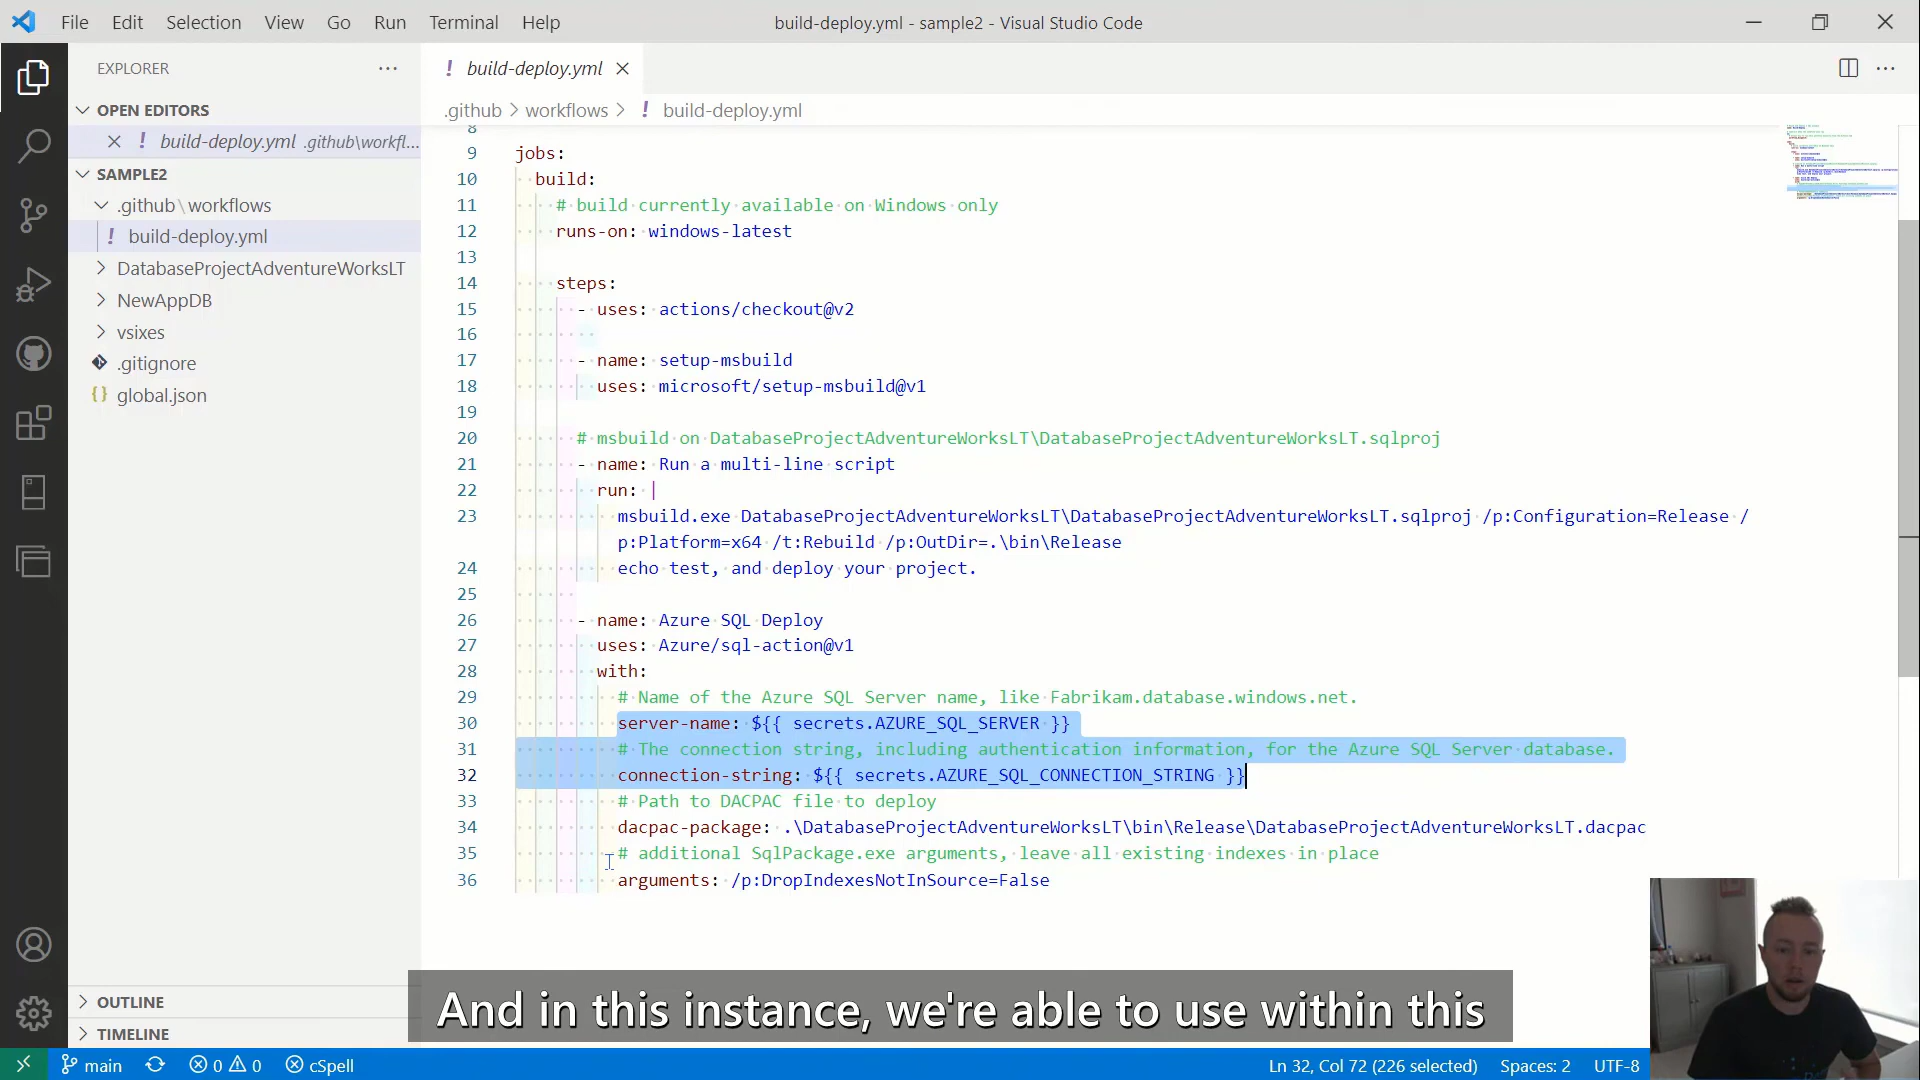 File Edit Selection View Go Run Terminal Help build-deploy.yml - sample2 - Visual Studio Code
EXPLORER
build-deploy.yml
OPEN EDITORS
build-deploy.yml .github\workfl...
SAMPLE2
.github\workflows
build-deploy.yml
DatabaseProjectAdventureWorksLT
NewAppDB
vsixes
.gitignore
global.json
OUTLINE
TIMELINE
.github > workflows > ! build-deploy.yml
8
9 jobs:
10 build:
11 # build currently available on Windows only
12 runs-on: windows-latest
13
14 steps:
15 - uses: actions/checkout@v2
16
17 - name: setup-msbuild
18 uses: microsoft/setup-msbuild@v1
19
20 # msbuild on DatabaseProjectAdventureWorksLT\DatabaseProjectAdventureWorksLT.sqlproj
21 - name: Run a multi-line script
22 run: |
23 msbuild.exe DatabaseProjectAdventureWorksLT\DatabaseProjectAdventureWorksLT.sqlproj /p:Configuration=Release /
p:Platform=x64 /t:Rebuild /p:OutDir=.\bin\Release
24 echo test, and deploy your project.
25
26 - name: Azure SQL Deploy
27 uses: Azure/sql-action@v1
28 with:
29 # Name of the Azure SQL Server name, like Fabrikam.database.windows.net.
30 server-name: ${{ secrets.AZURE_SQL_SERVER }}
31 # The connection string, including authentication information, for the Azure SQL Server database.
32 connection-string: ${{ secrets.AZURE_SQL_CONNECTION_STRING }}
33 # Path to DACPAC file to deploy
34 dacpac-package: .\DatabaseProjectAdventureWorksLT\bin\Release\DatabaseProjectAdventureWorksLT.dacpac
35 # additional SqlPackage.exe arguments, leave all existing indexes in place
36 arguments: /p:DropIndexesNotInSource=False
And in this instance, we're able to use within this
main 0 0 cSpell Ln 32, Col 72 (226 selected) Spaces: 2 UTF-8